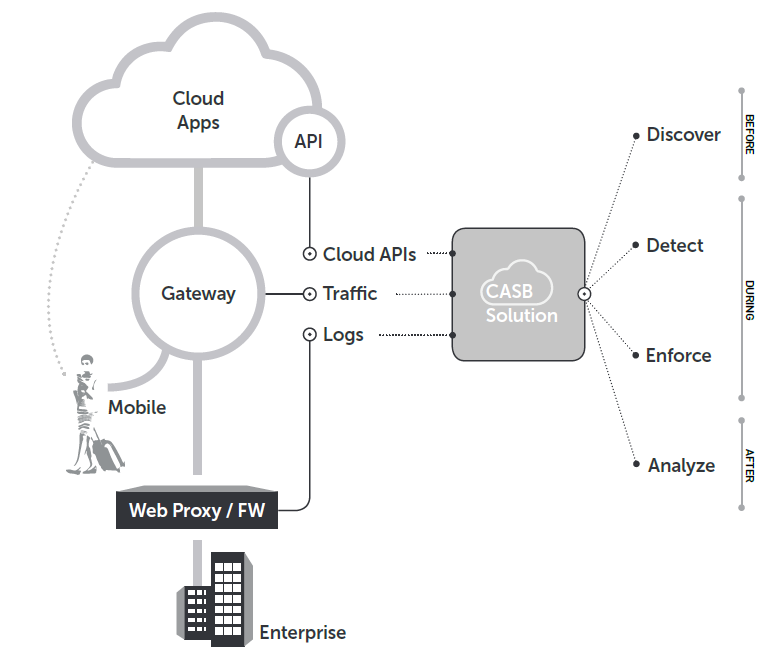 Cloud
Apps
API
Gateway
Cloud APIs
Traffic
Logs
CASB
Solution
Discover
Detect
Enforce
Analyze
BEFORE
DURING
AFTER
Mobile
Web Proxy / FW
Enterprise